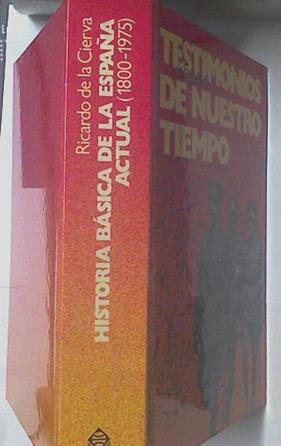 Ricardo de la Cierva
HISTORIA BÁSICA DE LA ESPAÑA
ACTUAL (1800-1975)
TESTIMONIOS
DE NUESTRO
TIEMPO